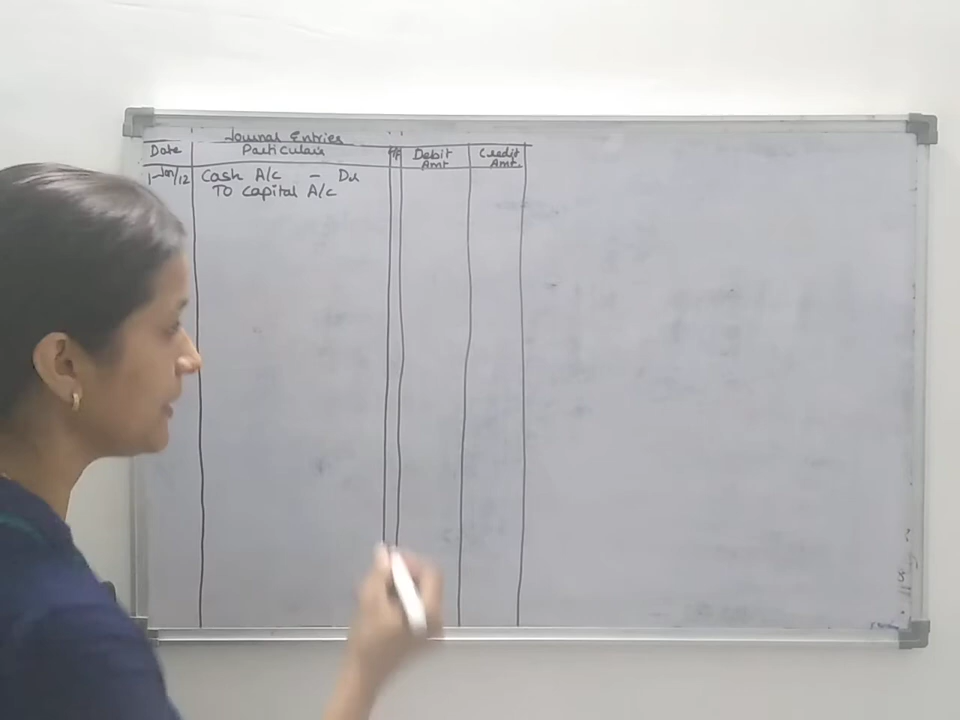 Journal Entries
Date Particulars Debit Amt Credit Amt.
1-Jan/12 Cash A/c - Dr
To Capital A/c